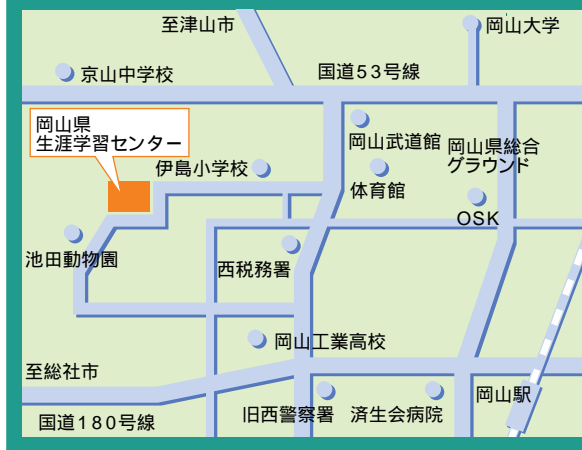 至津山市
岡山大学
京山中学校
国道53号線
岡山県
生涯学習センター
岡山武道館
岡山県総合
グラウンド
伊島小学校
体育館
OSK
池田動物園
西税務署
岡山工業高校
至総社市
岡山駅
旧西警察署
済生会病院
国道180号線